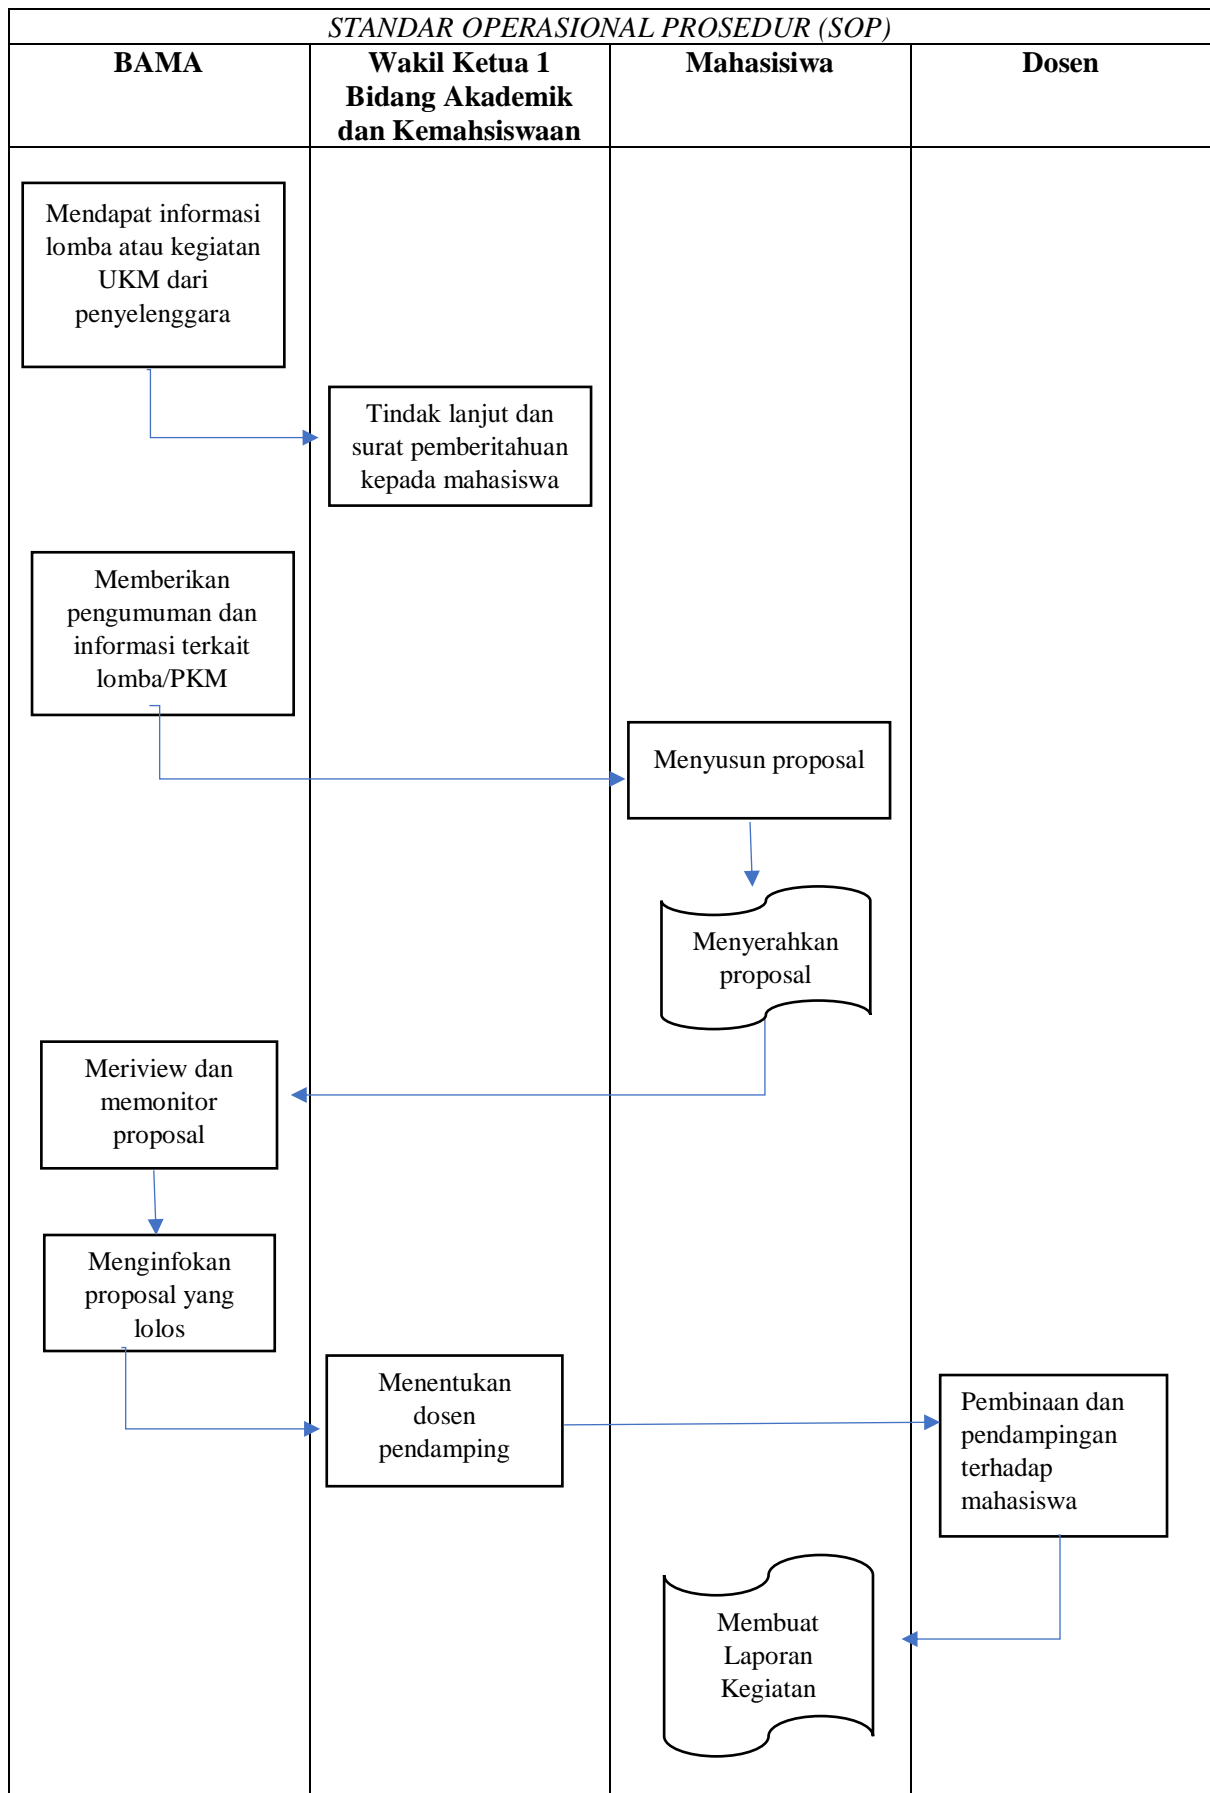 STANDAR OPERASIONAL PROSEDUR (SOP)
BAMA
Wakil Ketua 1
Bidang Akademik
dan Kemahsiswaan
Mahasisiwa
Dosen
Mendapat informasi
lomba atau kegiatan
UKM dari
penyelenggara
Tindak lanjut dan
surat pemberitahuan
kepada mahasiswa
Memberikan
pengumuman dan
informasi terkait
lomba/PKM
Menyusun proposal
Menyerahkan
proposal
Meriview dan
memonitor
proposal
Menginfokan
proposal yang
lolos
Menentukan
dosen
pendamping
Pembinaan dan
pendampingan
terhadap
mahasiswa
Membuat
Laporan
Kegiatan